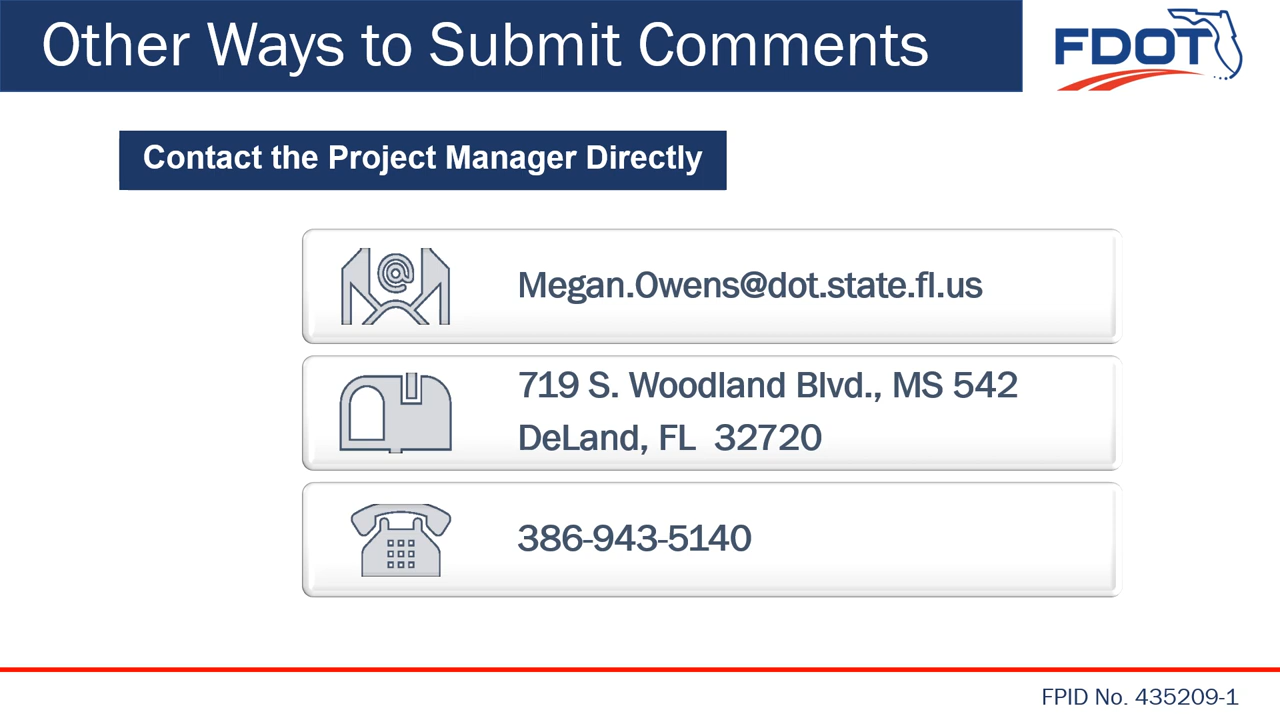 Other Ways to Submit Comments
FDOT
Contact the Project Manager Directly
@
Megan.Owens@dot.state.fl.us
719 S. Woodland Blvd., MS 542
DeLand, FL  32720
386-943-5140
FPID No. 435209-1